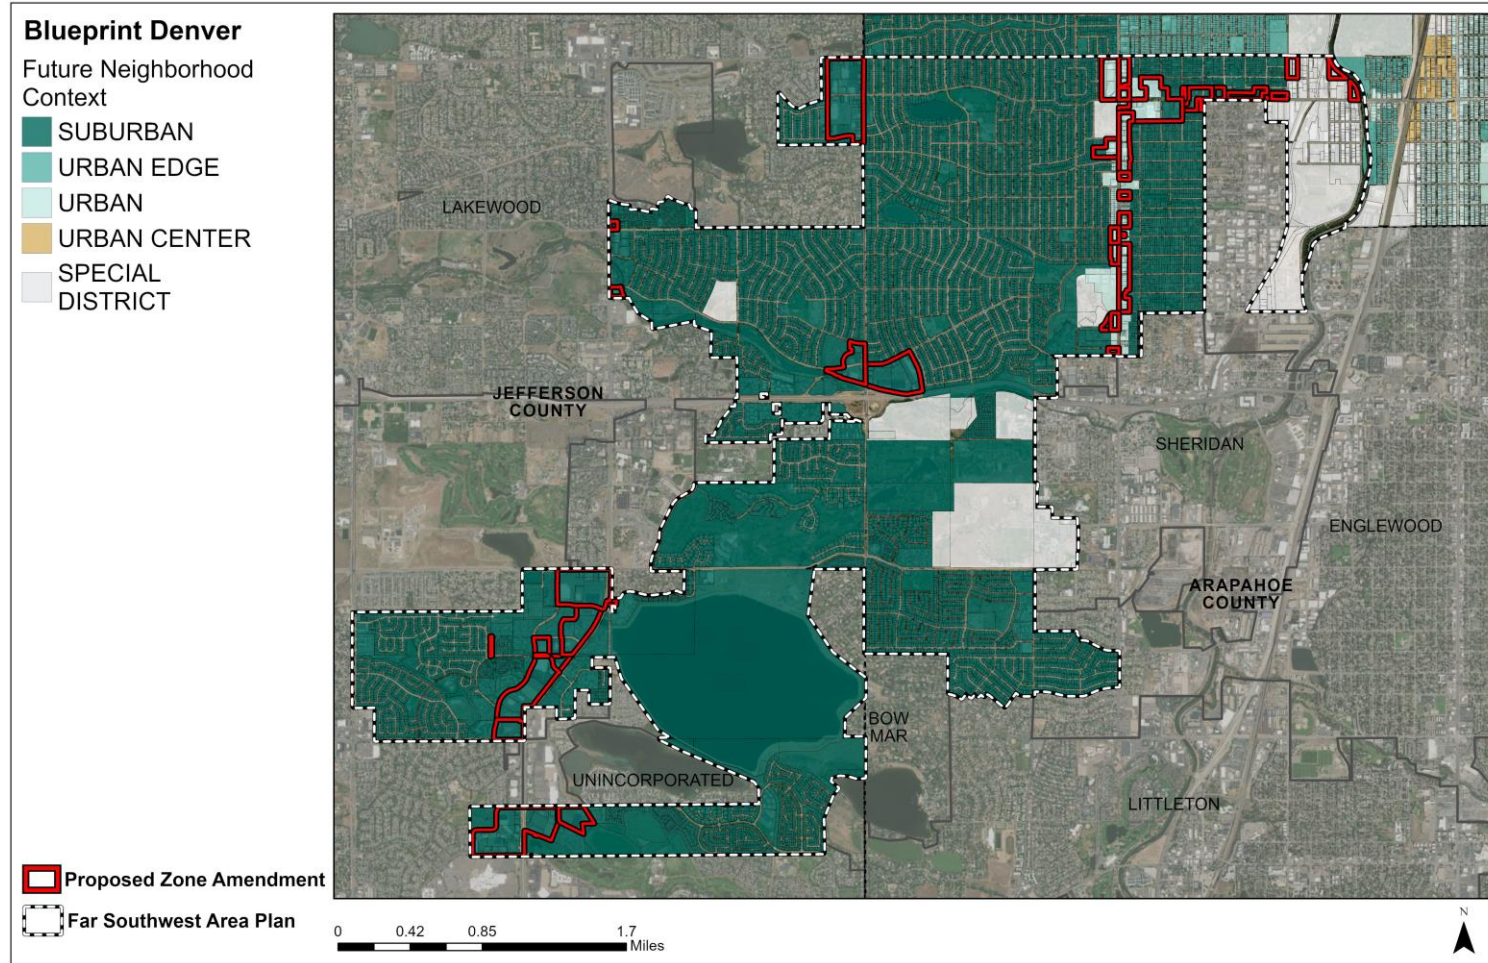 Blueprint Denver
Future Neighborhood
Context
SUBURBAN
URBAN EDGE
URBAN
URBAN CENTER
SPECIAL
DISTRICT
LAKEWOOD
JEFFERSON
COUNTY
SHERIDAN
ENGLEWOOD
ARAPAHOE
COUNTY
BOW
MAR
UNINCORPORATED
LITTLETON
Proposed Zone Amendment
Far Southwest Area Plan
0 0.42 0.85 1.7
Miles
N